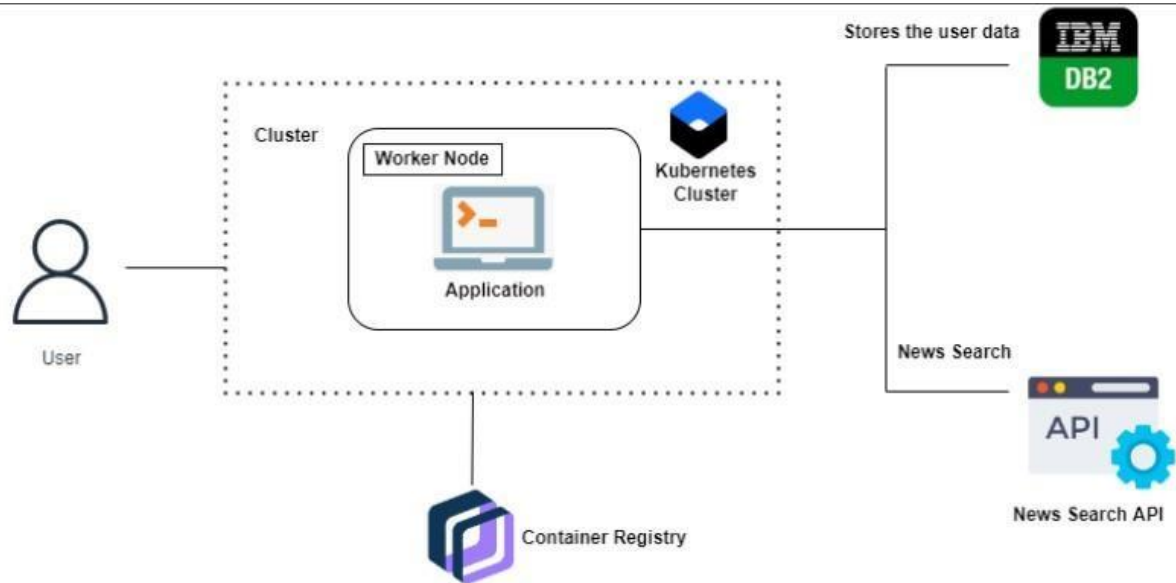 Stores the user data
IBM
DB2
Cluster
Worker Node
Kubernetes
Cluster
Application
User
News Search
API
News Search API
Container Registry